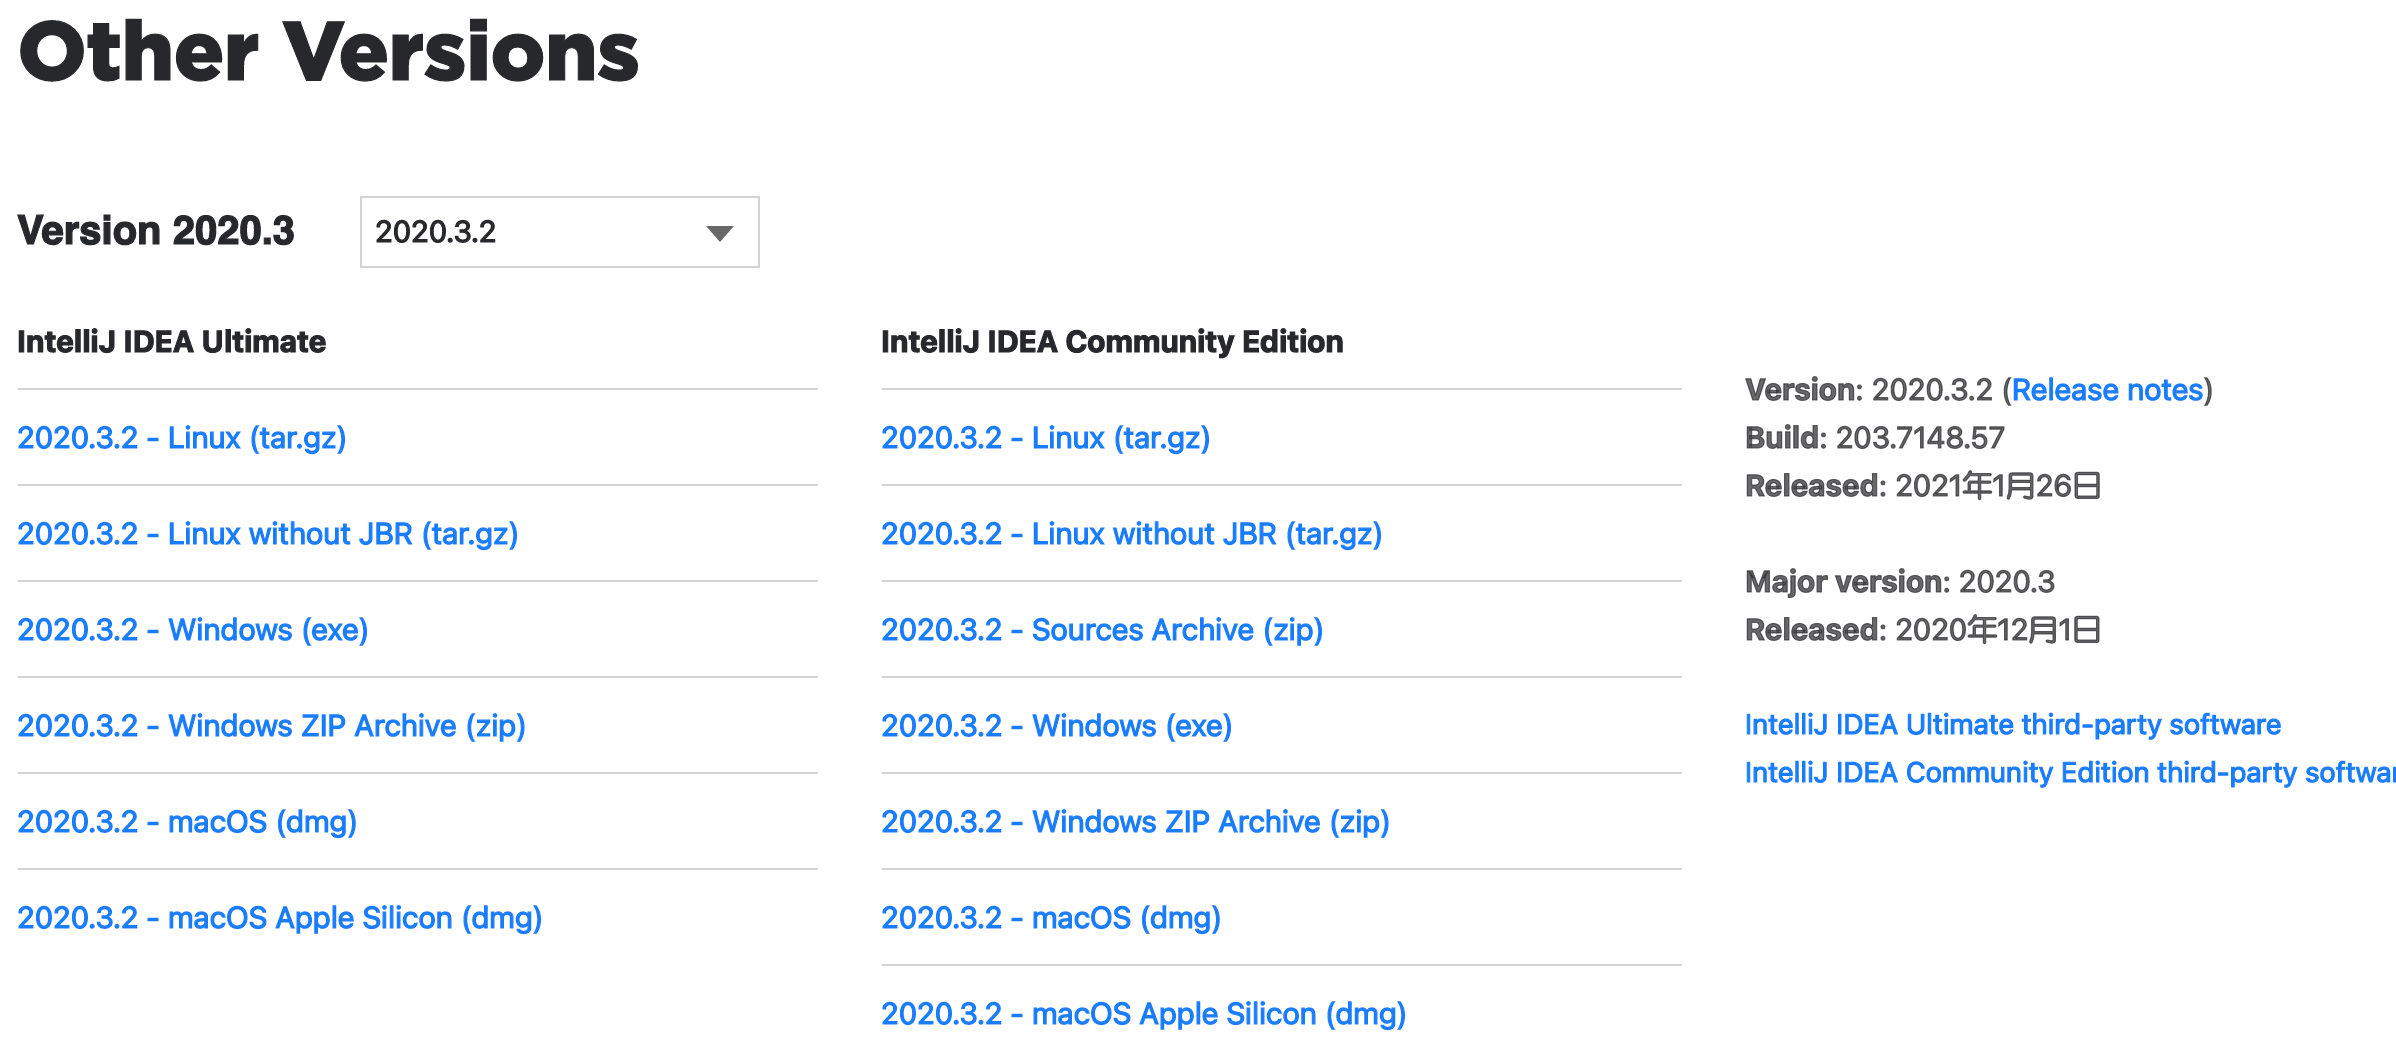 Other Versions
Version 2020.3
2020.3.2
IntelliJ IDEA Ultimate
2020.3.2 - Linux (tar.gz)
2020.3.2 - Linux without JBR (tar.gz)
2020.3.2 - Windows (exe)
2020.3.2 - Windows ZIP Archive (zip)
2020.3.2 - macOS (dmg)
2020.3.2 - macOS Apple Silicon (dmg)
IntelliJ IDEA Community Edition
2020.3.2 - Linux (tar.gz)
2020.3.2 - Linux without JBR (tar.gz)
2020.3.2 - Sources Archive (zip)
2020.3.2 - Windows (exe)
2020.3.2 - Windows ZIP Archive (zip)
2020.3.2 - macOS (dmg)
2020.3.2 - macOS Apple Silicon (dmg)
Version: 2020.3.2 (Release notes)
Build: 203.7148.57
Released: 2021年1月26日
Major version: 2020.3
Released: 2020年12月1日
IntelliJ IDEA Ultimate third-party software
IntelliJ IDEA Community Edition third-party